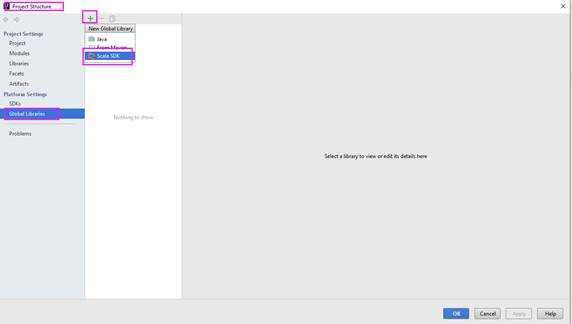 Project Structure
Project Settings
Project
Modules
Libraries
Facets
Artifacts
Platform Settings
SDKs
Global Libraries
Problems
New Global Library
Java
From Maven...
Scala SDK
Nothing to show
Select a library to view or edit its details here
OK
Cancel
Apply
Help